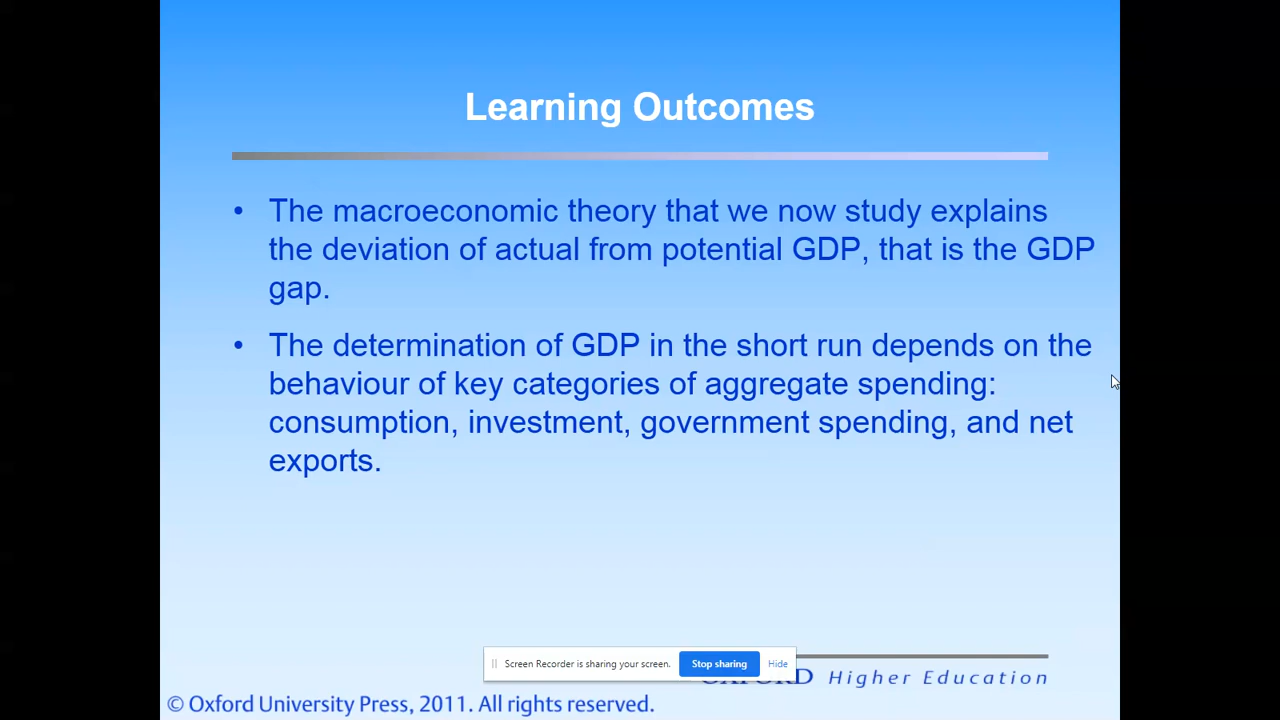 Learning Outcomes
• The macroeconomic theory that we now study explains
the deviation of actual from potential GDP, that is the GDP
gap.
• The determination of GDP in the short run depends on the
behaviour of key categories of aggregate spending:
consumption, investment, government spending, and net
exports.
Screen Recorder is sharing your screen. Stop sharing Hide
Higher Education
© Oxford University Press, 2011. All rights reserved.